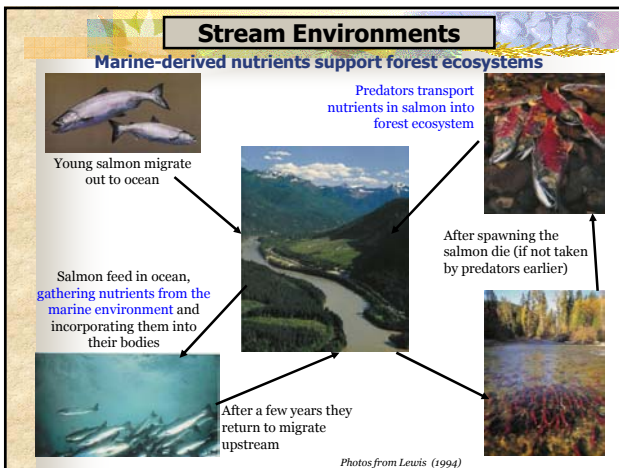 Stream Environments
Marine-derived nutrients support forest ecosystems
Young salmon migrate
out to ocean
Predators transport
nutrients in salmon into
forest ecosystem
Salmon feed in ocean,
gathering nutrients from the
marine environment and
incorporating them into
their bodies
After a few years they
return to migrate
upstream
After spawning the
salmon die (if not taken
by predators earlier)
Photos from Lewis (1994)